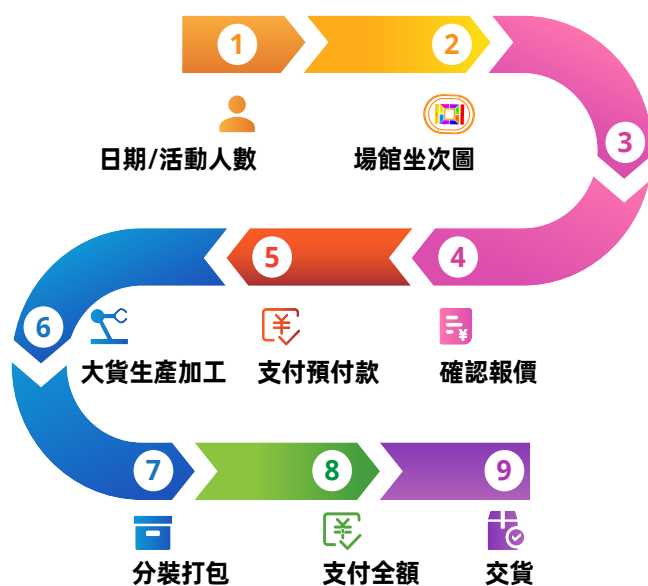 1
2
日期/活動人數
場館坐次圖
3
4
5
6
確認報價
支付預付款
大貨生產加工
7
8
9
分裝打包
支付全額
交貨